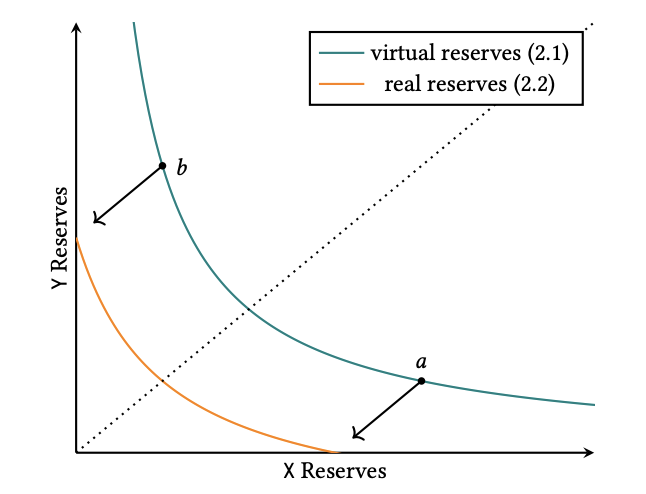 virtual reserves (2.1)
real reserves (2.2)
b
Y Reserves
a
X Reserves